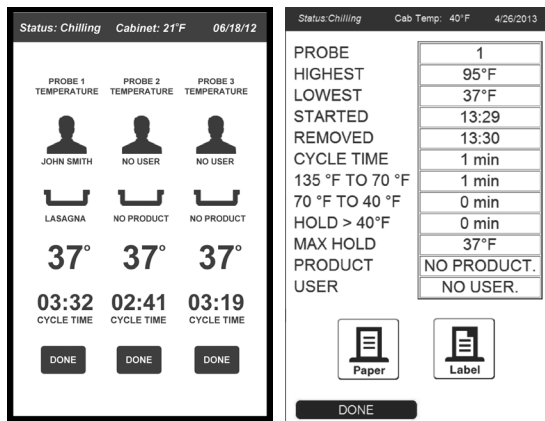 Status: Chilling Cabinet: 21°F 06/18/12
PROBE 1 TEMPERATURE
PROBE 2 TEMPERATURE
PROBE 3 TEMPERATURE
JOHN SMITH NO USER NO USER
LASAGNA NO PRODUCT NO PRODUCT
37° 37° 37°
03:32 02:41 03:19
CYCLE TIME CYCLE TIME CYCLE TIME
DONE DONE DONE
Status:Chilling Cab Temp: 40°F 4/26/2013
PROBE 1
HIGHEST 95°F
LOWEST 37°F
STARTED 13:29
REMOVED 13:30
CYCLE TIME 1 min
135 °F TO 70 °F 1 min
70 °F TO 40 °F 0 min
HOLD > 40°F 0 min
MAX HOLD 37°F
PRODUCT NO PRODUCT.
USER NO USER.
Paper Label
DONE